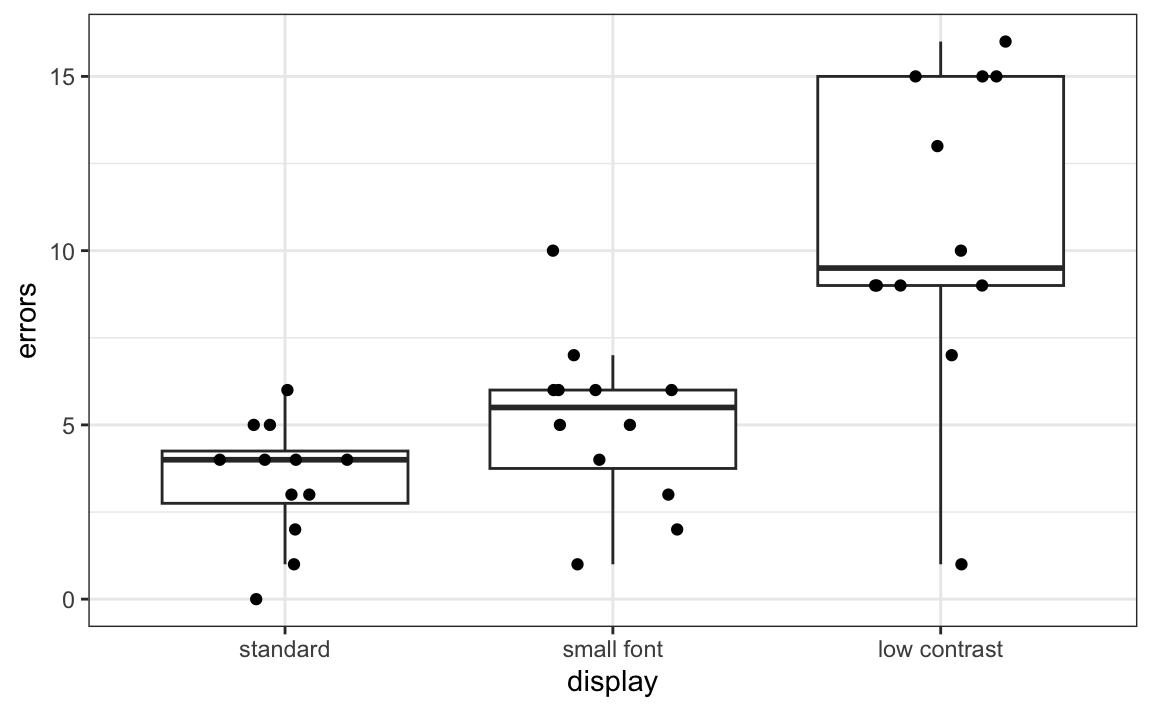 errors
15
10
5
0
standard
small font
low contrast
display